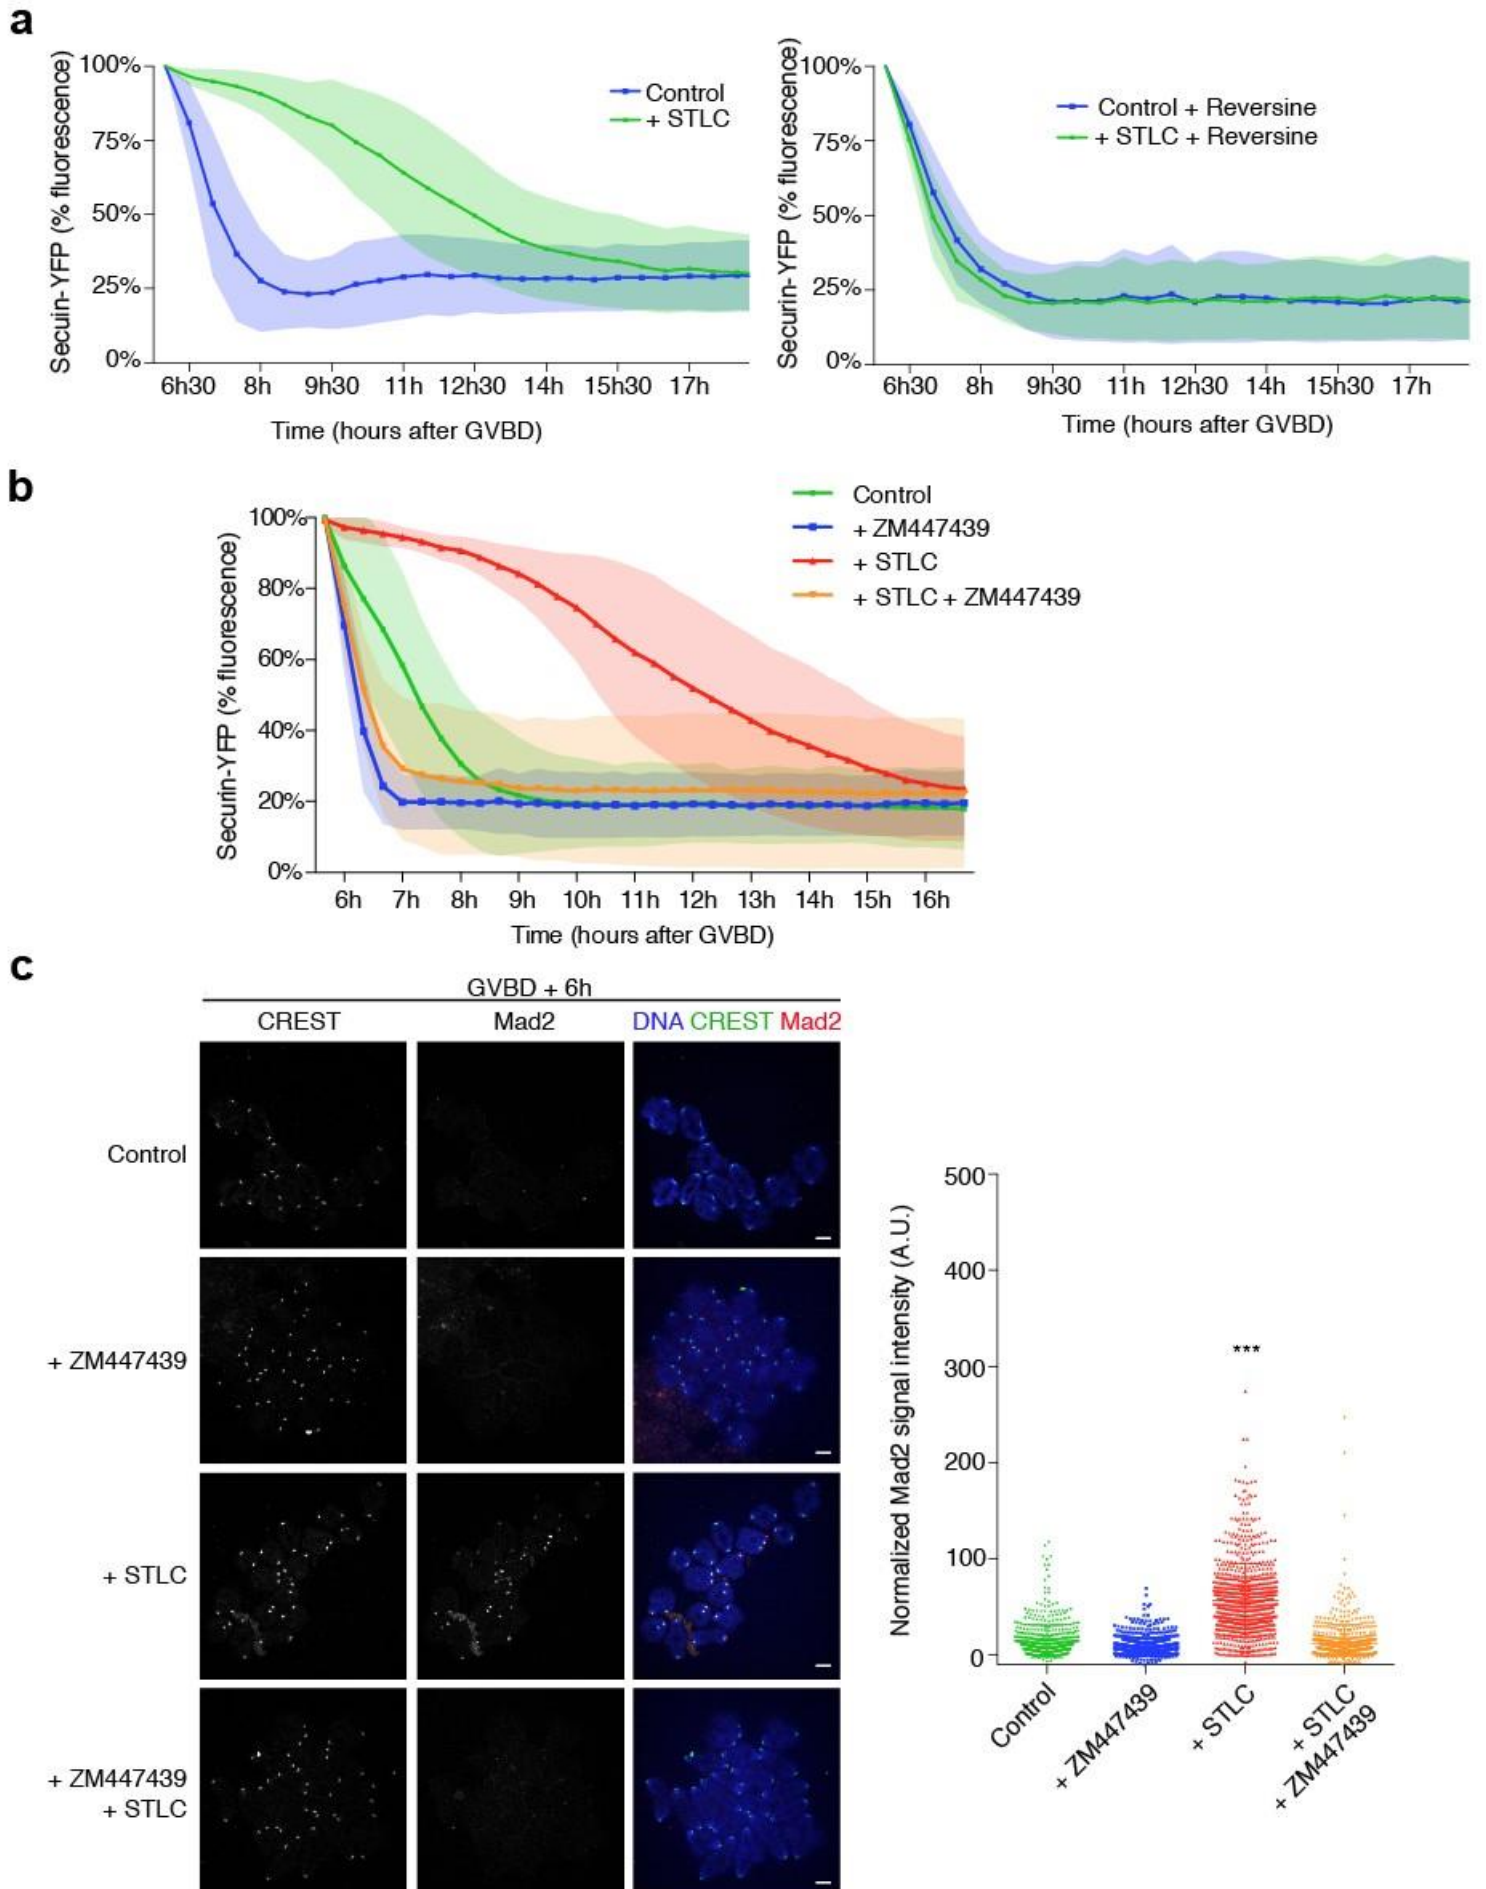 a
Secuin-YFP (% fluorescence)
100%
75%
50%
25%
0%
Control
+ STLC
6h30 8h 9h30 11h 12h30 14h 15h30 17h
Time (hours after GVBD)
Securin-YFP (% fluorescence)
100%
75%
50%
25%
0%
Control + Reversine
+ STLC + Reversine
6h30 8h 9h30 11h 12h30 14h 15h30 17h
Time (hours after GVBD)
b
Securin-YFP (% fluorescence)
100%
80%
60%
40%
20%
0%
Control
+ ZM447439
+ STLC
+ STLC + ZM447439
6h 7h 8h 9h 10h 11h 12h 13h 14h 15h 16h
Time (hours after GVBD)
c
GVBD + 6h
CREST Mad2 DNA CREST Mad2
Control
+ ZM447439
+ STLC
+ ZM447439
+ STLC
Normalized Mad2 signal intensity (A.U.)
500
400
300
200
100
0
***
Control
+ ZM447439
+ STLC
+ STLC
+ ZM447439